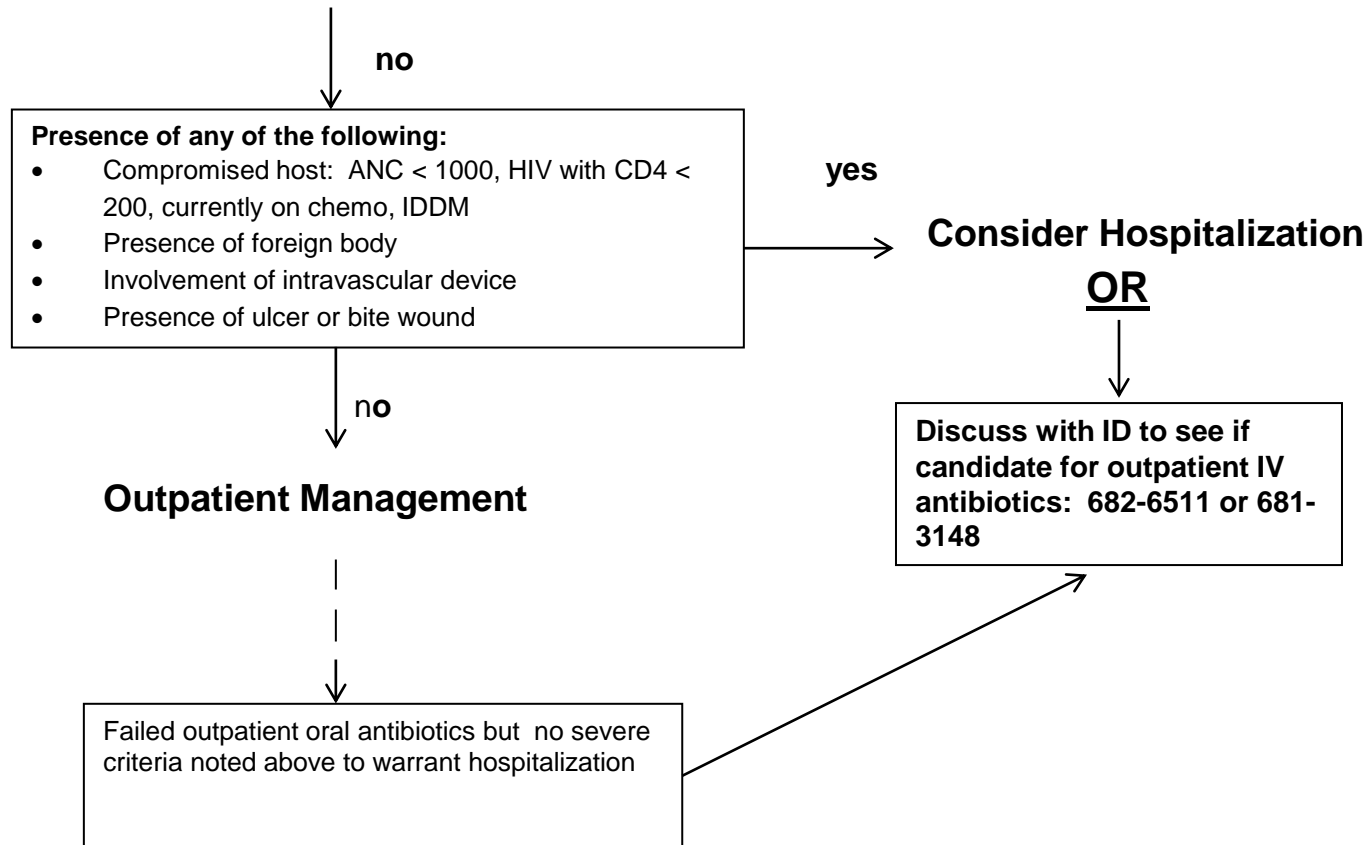 no
Presence of any of the following:
• Compromised host: ANC < 1000, HIV with CD4 <
200, currently on chemo, IDDM
• Presence of foreign body
• Involvement of intravascular device
• Presence of ulcer or bite wound
yes
Consider Hospitalization
OR
no
Discuss with ID to see if
candidate for outpatient IV
antibiotics: 682-6511 or 681-
3148
Outpatient Management
Failed outpatient oral antibiotics but no severe
criteria noted above to warrant hospitalization